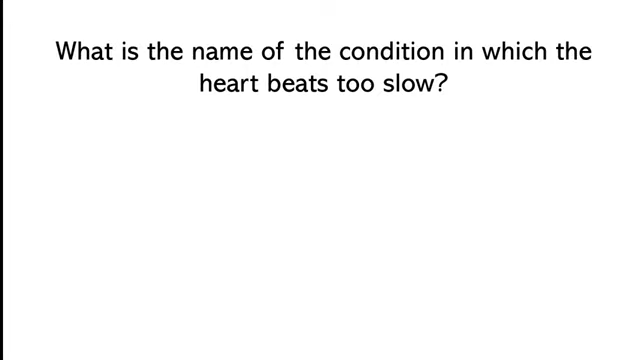 What is the name of the condition in which the
heart beats too slow?